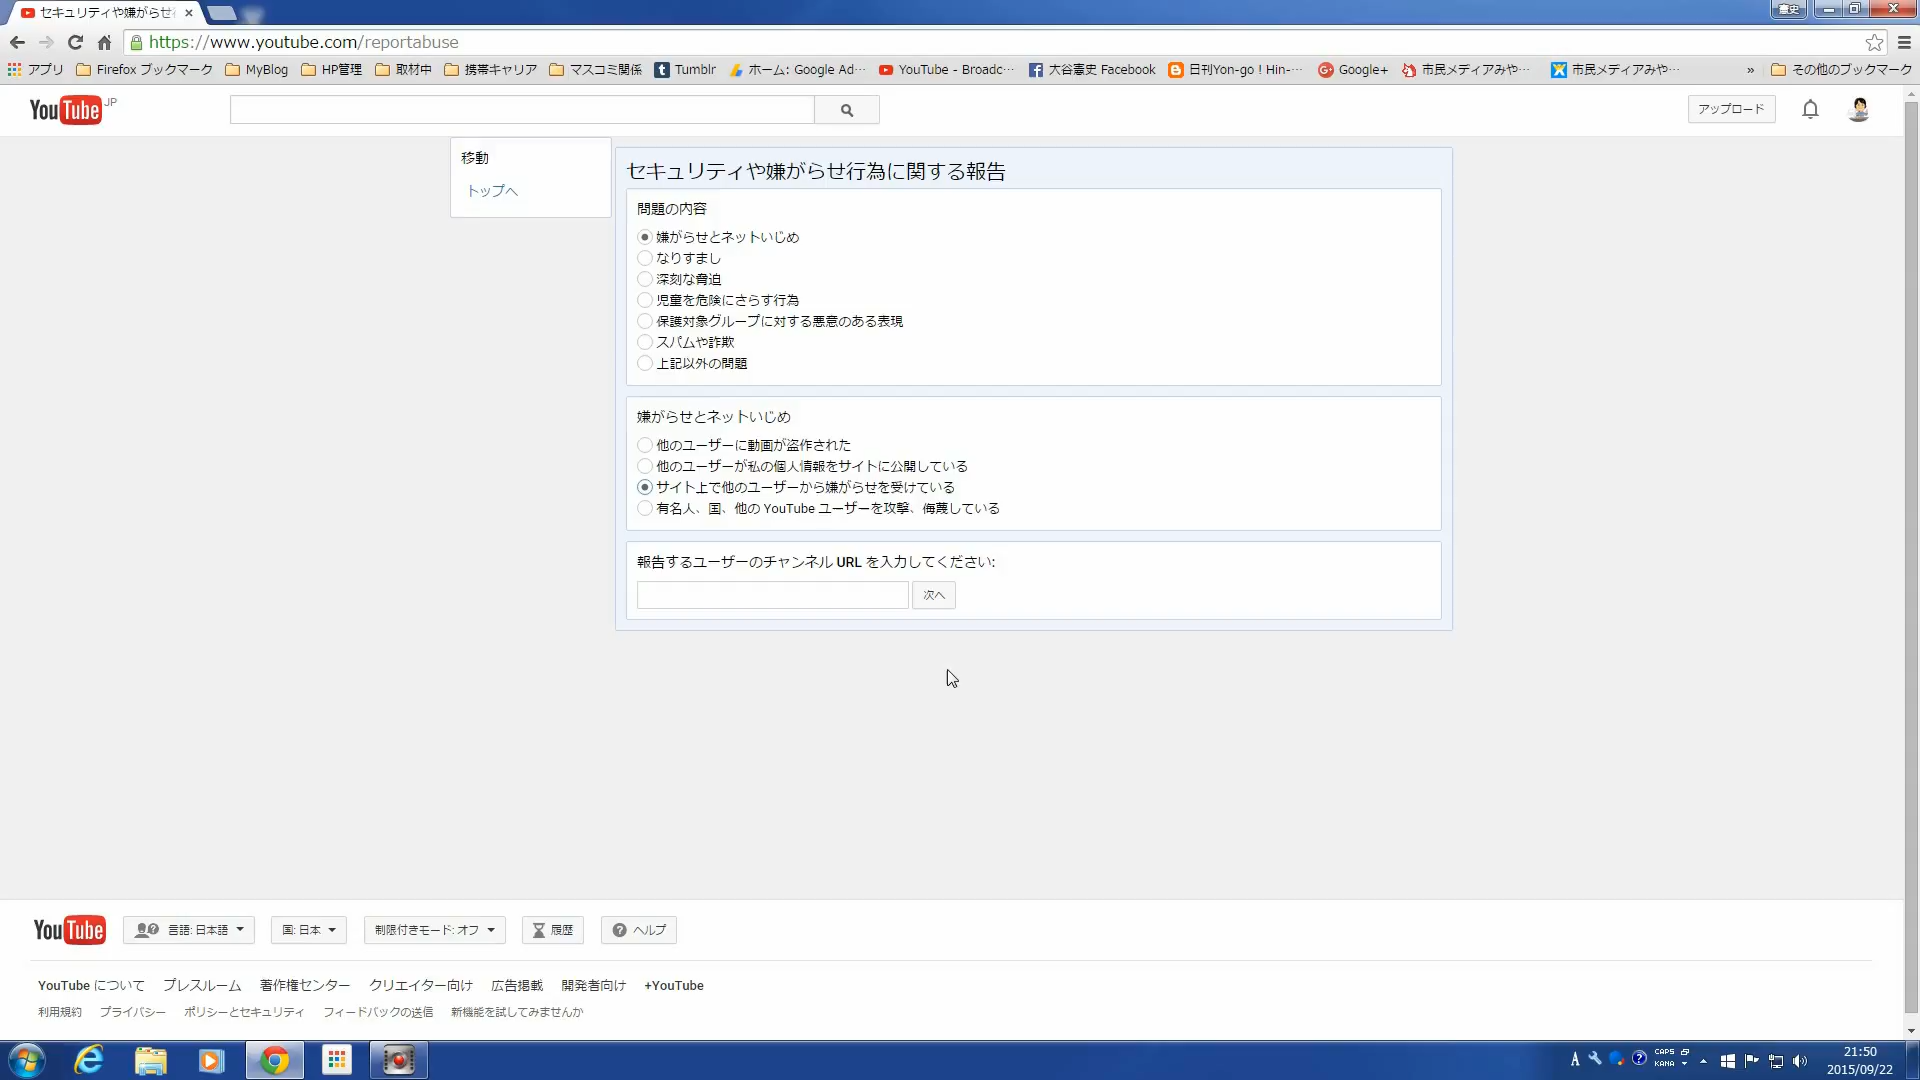 セキュリティや嫌がらせ
憲史
https://www.youtube.com/reportabuse
アプリ Firefox ブックマーク MyBlog HP管理 取材中 携帯キャリア マスコミ関係 Tumblr ホーム: Google Ad… YouTube - Broadc… 大谷憲史 Facebook 日刊Yon-go ! Hin-… Google+ 市民メディアみや… 市民メディアみや… » その他のブックマーク
YouTube JP
アップロード
移動
トップへ
セキュリティや嫌がらせ行為に関する報告
問題の内容
嫌がらせとネットいじめ
なりすまし
深刻な脅迫
児童を危険にさらす行為
保護対象グループに対する悪意のある表現
スパムや詐欺
上記以外の問題
嫌がらせとネットいじめ
他のユーザーに動画が盗作された
他のユーザーが私の個人情報をサイトに公開している
サイト上で他のユーザーから嫌がらせを受けている
有名人、国、他の YouTube ユーザーを攻撃、侮蔑している
報告するユーザーのチャンネル URL を入力してください:
次へ
YouTube 言語: 日本語 国: 日本 制限付きモード: オフ 履歴 ヘルプ
YouTube について プレスルーム 著作権センター クリエイター向け 広告掲載 開発者向け +YouTube
利用規約 プライバシー ポリシーとセキュリティ フィードバックの送信 新機能を試してみませんか
A CAPS KANA
21:50
2015/09/22